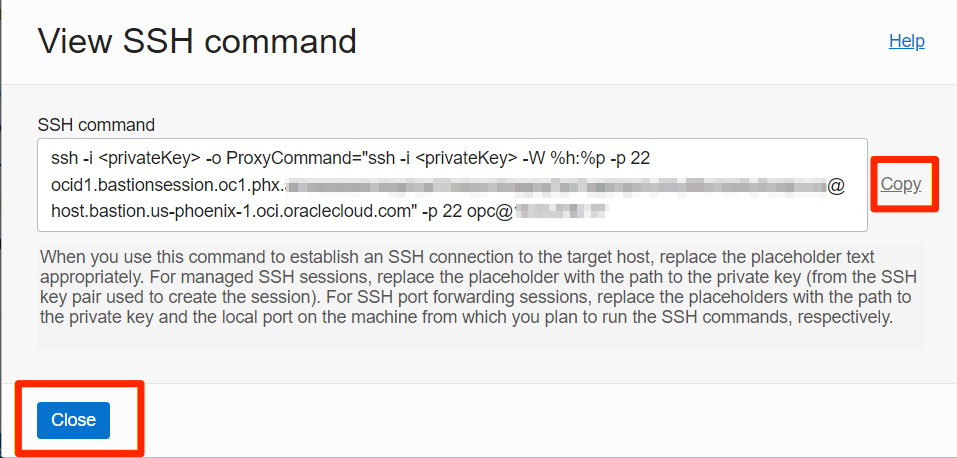 View SSH command
Help
SSH command
ssh -i <privateKey> -o ProxyCommand="ssh -i <privateKey> -W %h:%p -p 22
ocid1.bastionsession.oc1.phx.@
host.bastion.us-phoenix-1.oci.oraclecloud.com" -p 22 opc@
Copy
When you use this command to establish an SSH connection to the target host, replace the placeholder text
appropriately. For managed SSH sessions, replace the placeholder with the path to the private key (from the SSH
key pair used to create the session). For SSH port forwarding sessions, replace the placeholders with the path to
the private key and the local port on the machine from which you plan to run the SSH commands, respectively.
Close